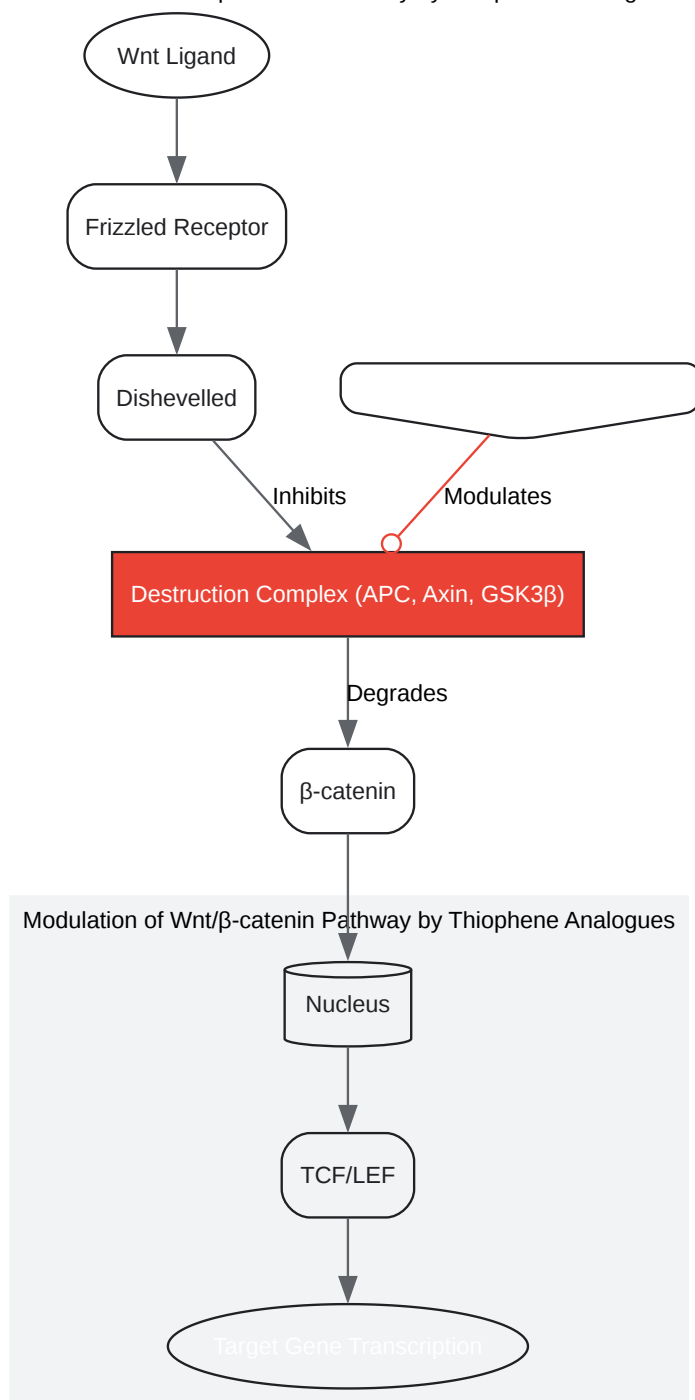 Wnt Ligand
Frizzled Receptor
Dishevelled
Inhibits
Modulates
Destruction Complex (APC, Axin, GSK3β)
Degrades
β-catenin
Modulation of Wnt/β-catenin Pathway by Thiophene Analogues
Nucleus
TCF/LEF
Target Gene Transcription